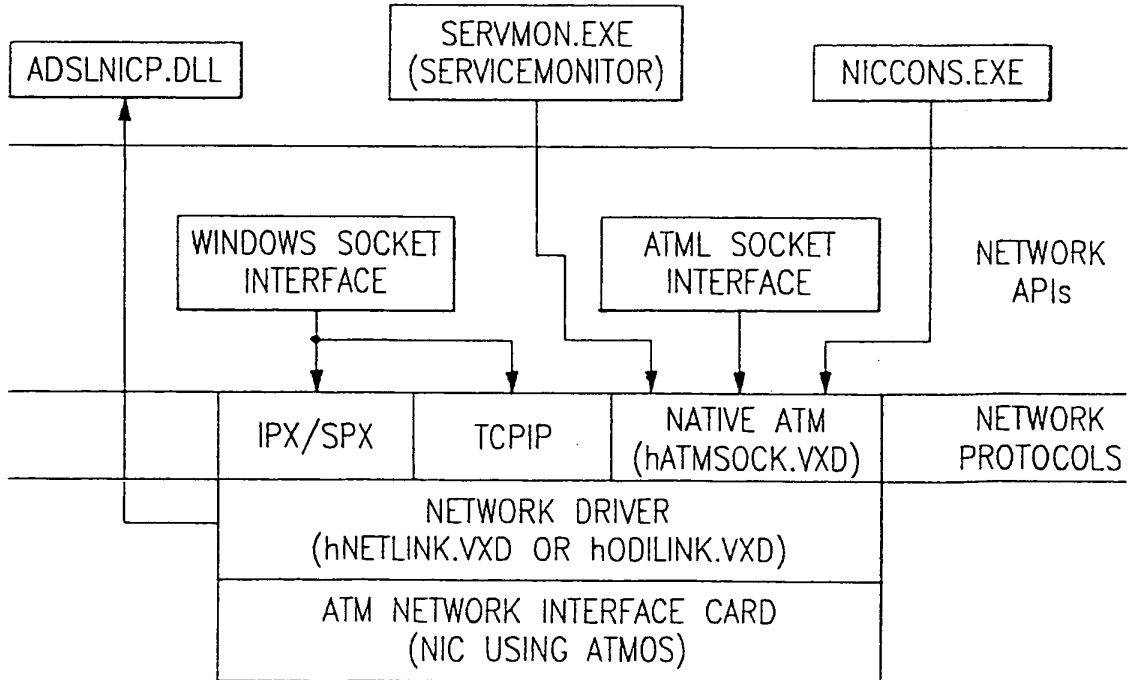 ADSLNICP.DLL
SERVMON.EXE
(SERVICEMONITOR)
NICCONS.EXE
WINDOWS SOCKET
INTERFACE
ATML SOCKET
INTERFACE
NETWORK
APIs
IPX/SPX
TCPIP
NATIVE ATM
(hATMSOCK.VXD)
NETWORK
PROTOCOLS
NETWORK DRIVER
(hNETLINK.VXD OR hODILINK.VXD)
ATM NETWORK INTERFACE CARD
(NIC USING ATMOS)